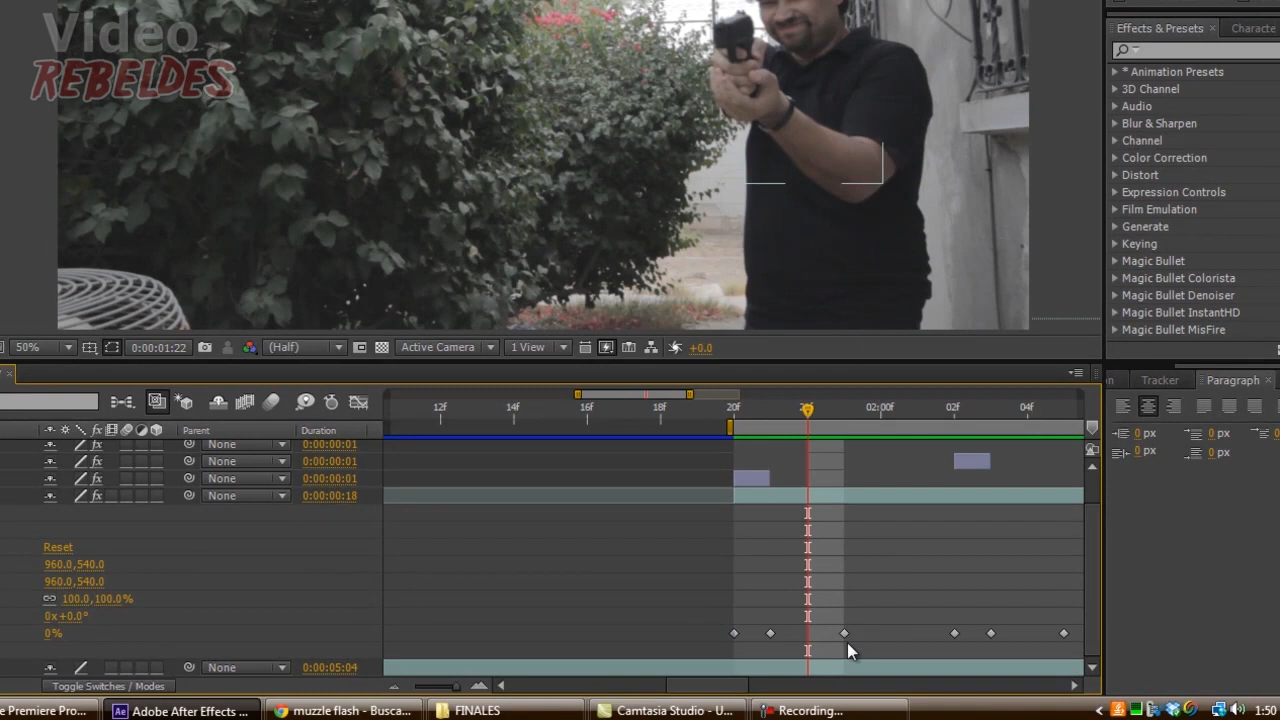 Video
REBELDES
Effects & Presets
Characte
* Animation Presets
3D Channel
Audio
Blur & Sharpen
Channel
Color Correction
Distort
Expression Controls
Film Emulation
Generate
Keying
Magic Bullet
Magic Bullet Colorista
Magic Bullet Denoiser
Magic Bullet InstantHD
Magic Bullet MisFire
50%
0:00:01:22
(Half)
Active Camera
1 View
+0.0
Tracker
Paragraph
12f 14f 16f 18f 20f 02:00f 02f 04f
Parent
Duration
None 0:00:00:01
None 0:00:00:01
None 0:00:00:01
None 0:00:00:18
0 px 0 px 0
0 px 0 px
Reset
960.0,540.0
960.0,540.0
100.0,100.0%
0x+0.0°
0%
None 0:00:05:04
Toggle Switches / Modes
e Premiere Pro...
Adobe After Effects ...
muzzle flash - Busca...
FINALES
Camtasia Studio - U...
Recording...
1:50